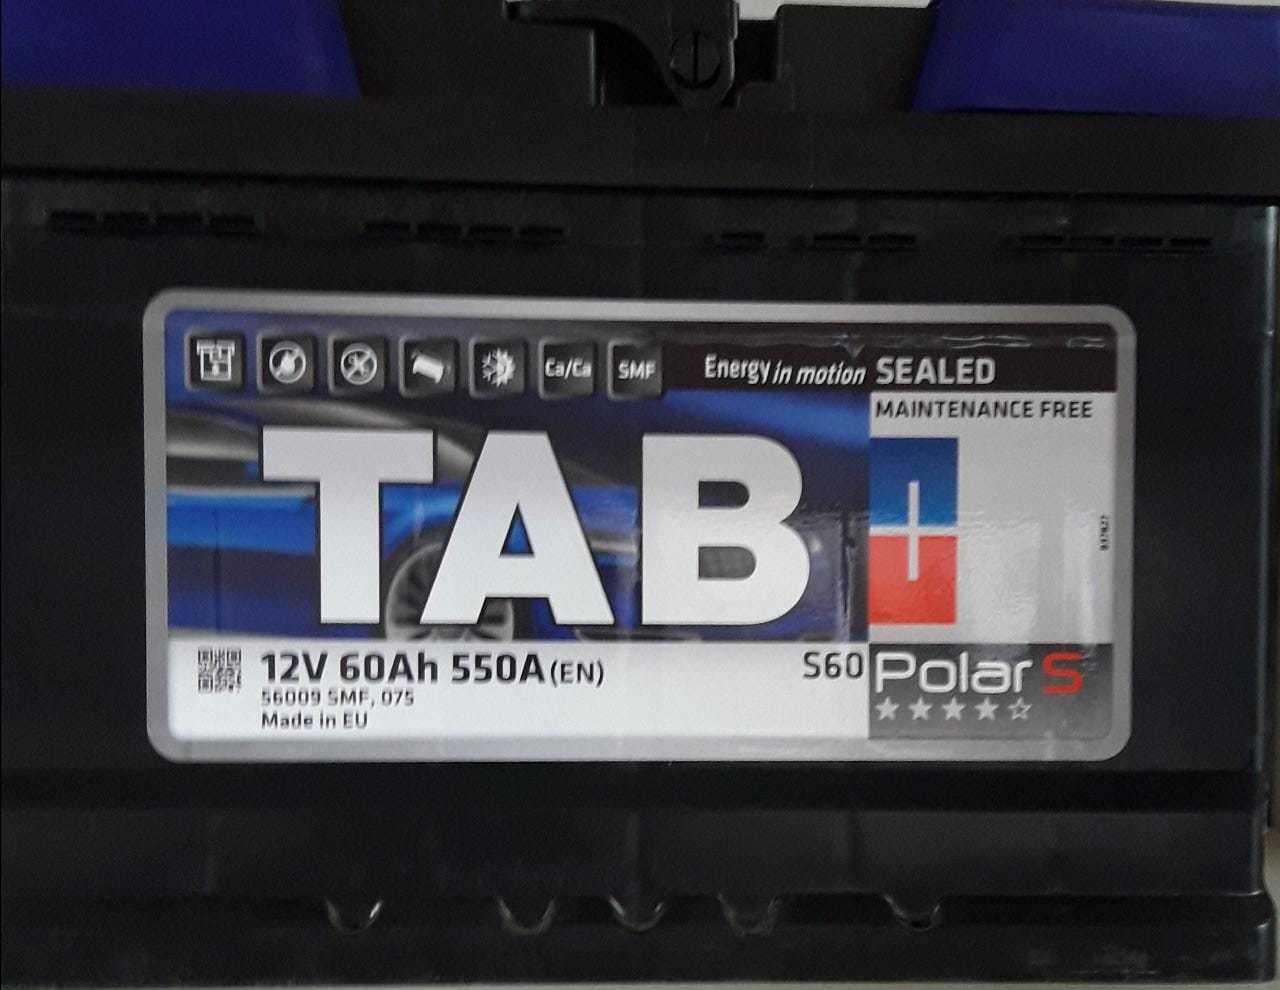 Ca/Ca SMF Energy in motion SEALED
MAINTENANCE FREE
TAB
12V 60Ah 550A (EN) S60 Polar S
56009 SMF, 075
Made in EU